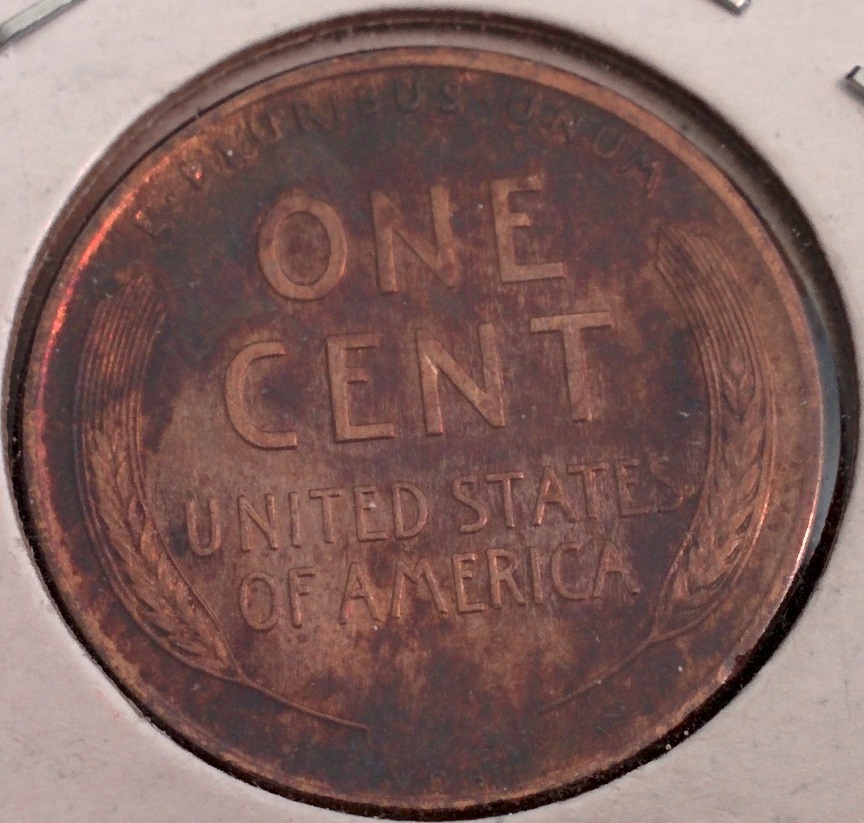 E · PLURIBUS · UNUM
ONE
CENT
UNITED STATES
OF AMERICA